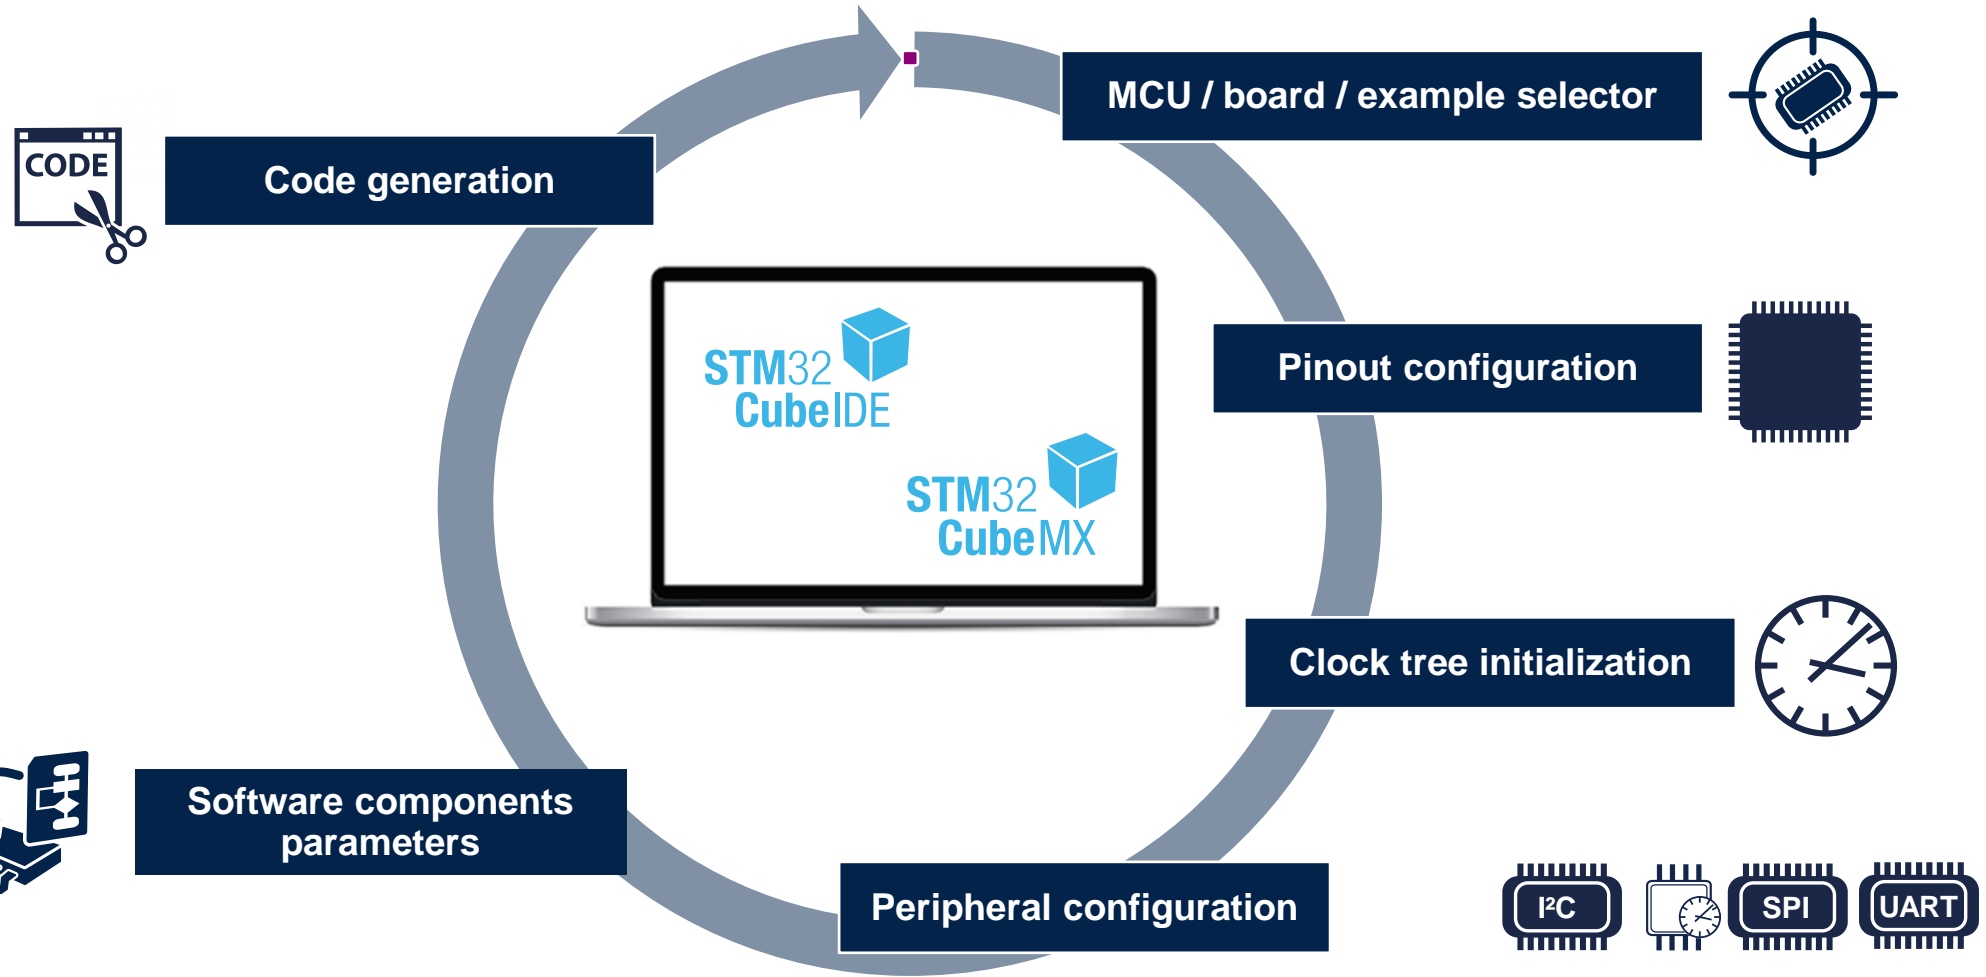 MCU / board / example selector
CODE
Code generation
STM32
CubeIDE
Pinout configuration
STM32
CubeMX
Clock tree initialization
Software components
parameters
Peripheral configuration
I²C
SPI
UART